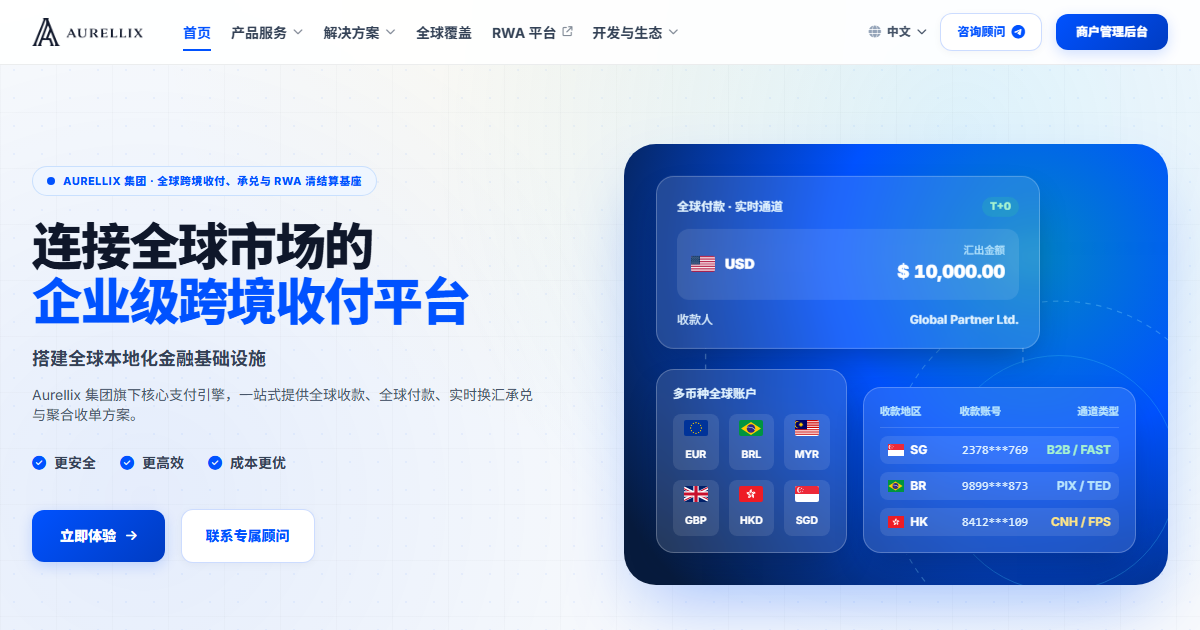 AURELLIX
首页
产品服务
解决方案
全球覆盖
RWA 平台
开发与生态
中文
咨询顾问
商户管理后台
AURELLIX 集团 · 全球跨境收付、承兑与 RWA 清结算基座
连接全球市场的
企业级跨境收付平台
搭建全球本地化金融基础设施
Aurellix 集团旗下核心支付引擎，一站式提供全球收款、全球付款、实时换汇承兑
与聚合收单方案。
更安全
更高效
成本更优
立即体验 →
联系专属顾问
全球付款 · 实时通道
T+0
USD
汇出金额
$ 10,000.00
收款人
Global Partner Ltd.
多币种全球账户
EUR
BRL
MYR
GBP
HKD
SGD
收款地区 收款账号 通道类型
SG 2378***769 B2B / FAST
BR 9899***873 PIX / TED
HK 8412***109 CNH / FPS